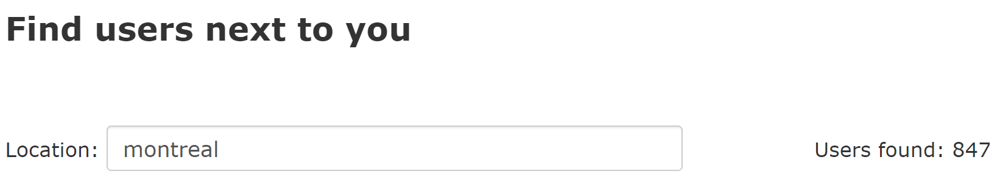 Find users next to you
Location: montreal Users found: 847